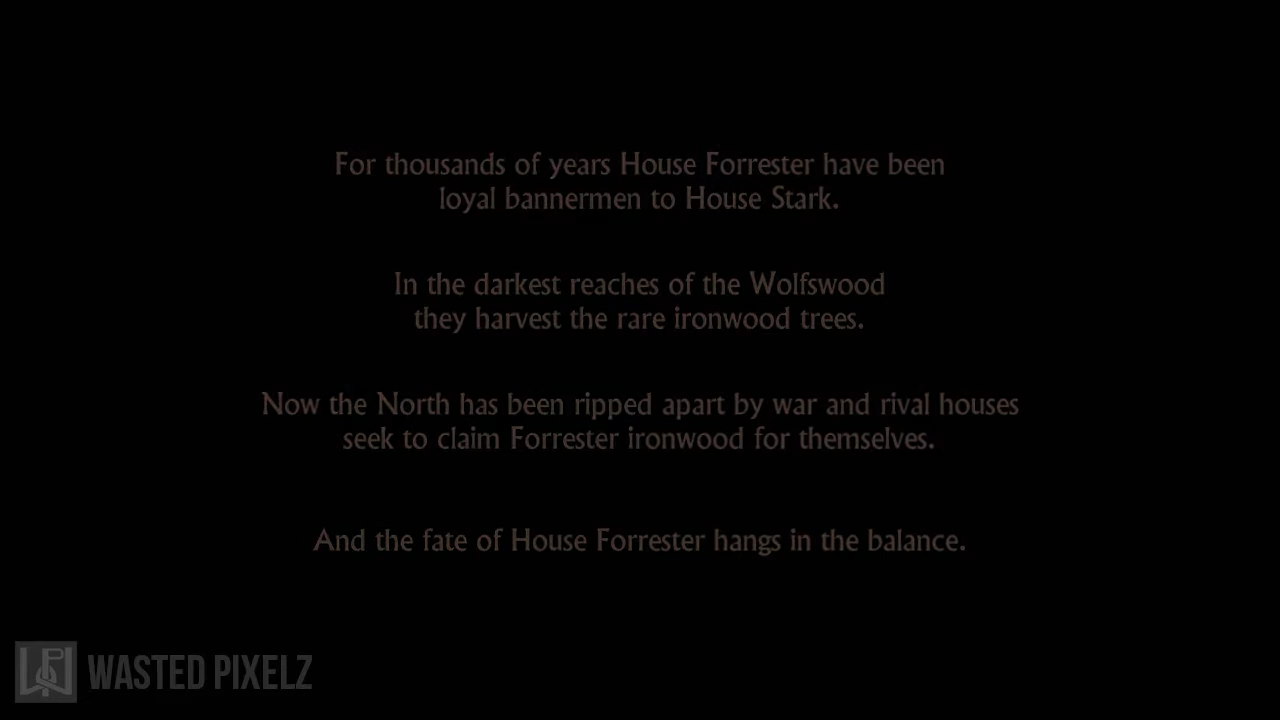 For thousands of years House Forrester have been
loyal bannermen to House Stark.
In the darkest reaches of the Wolfswood
they harvest the rare ironwood trees.
Now the North has been ripped apart by war and rival houses
seek to claim Forrester ironwood for themselves.
And the fate of House Forrester hangs in the balance.
WASTED PIXELZ